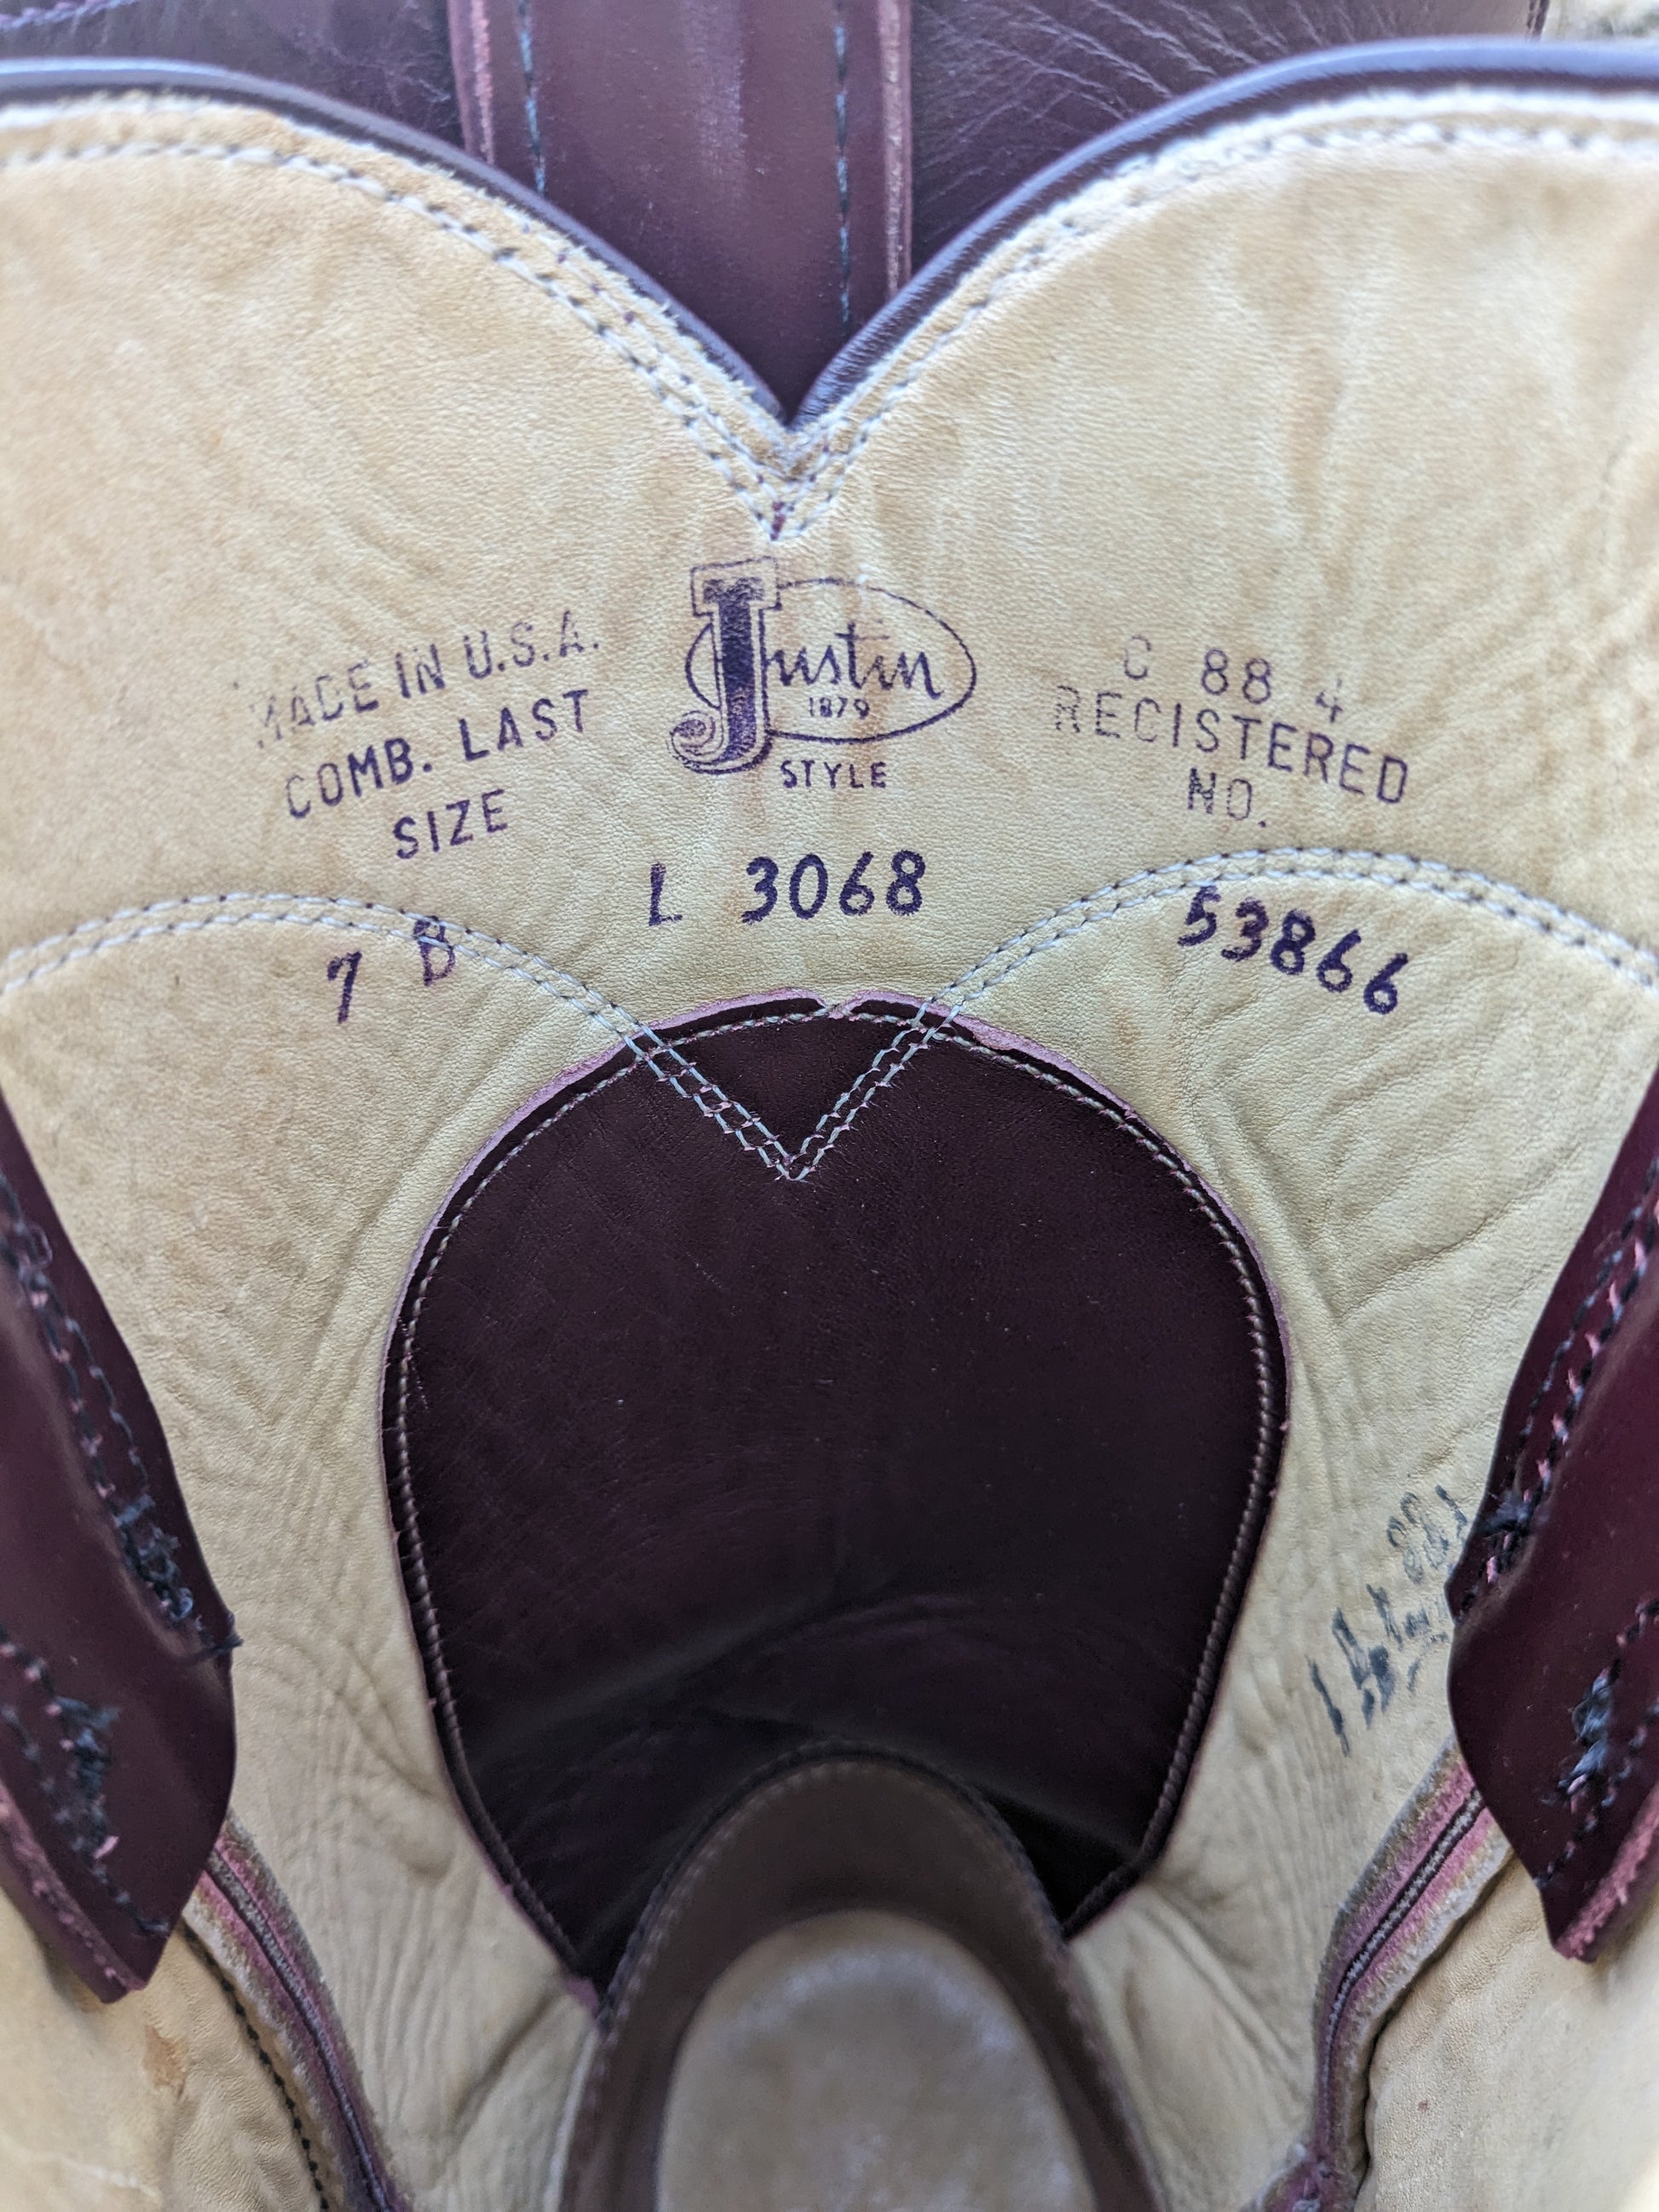 MADE IN U.S.A.
COMB. LAST
SIZE
7 B
Justin
1879
STYLE
L 3068
C 88 4
REGISTERED
NO.
53866